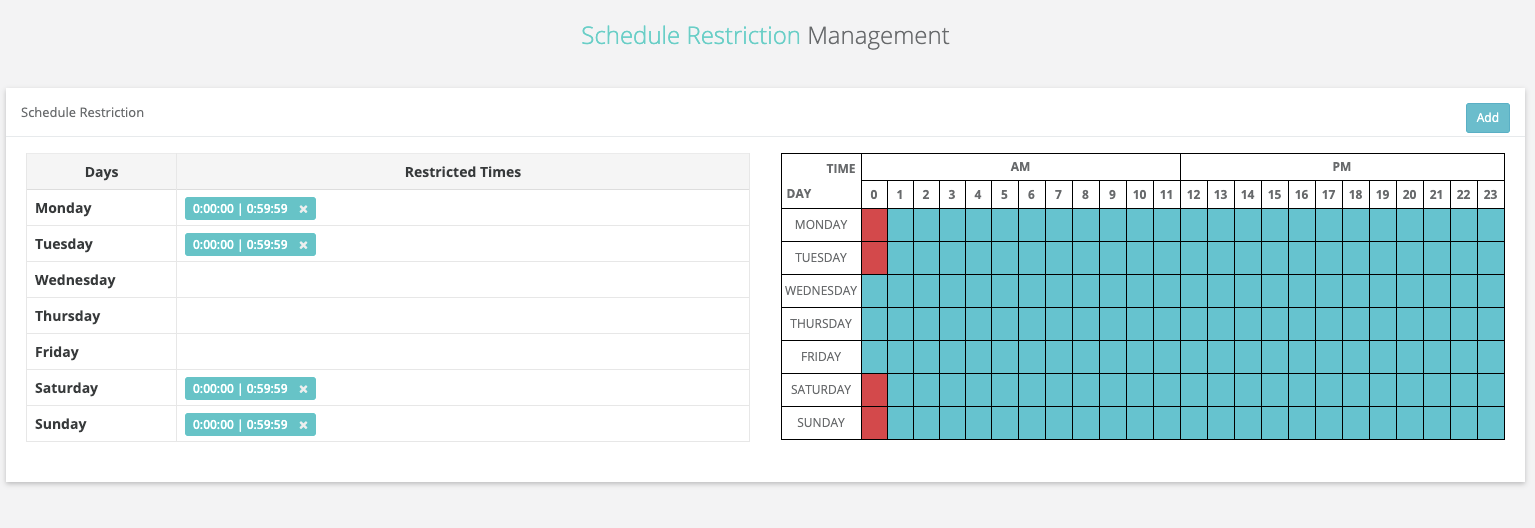 Schedule Restriction Management
Schedule Restriction
Add
Days Restricted Times
Monday 0:00:00 | 0:59:59 ×
Tuesday 0:00:00 | 0:59:59 ×
Wednesday
Thursday
Friday
Saturday 0:00:00 | 0:59:59 ×
Sunday 0:00:00 | 0:59:59 ×
TIME AM PM
DAY 0 1 2 3 4 5 6 7 8 9 10 11 12 13 14 15 16 17 18 19 20 21 22 23
MONDAY
TUESDAY
WEDNESDAY
THURSDAY
FRIDAY
SATURDAY
SUNDAY